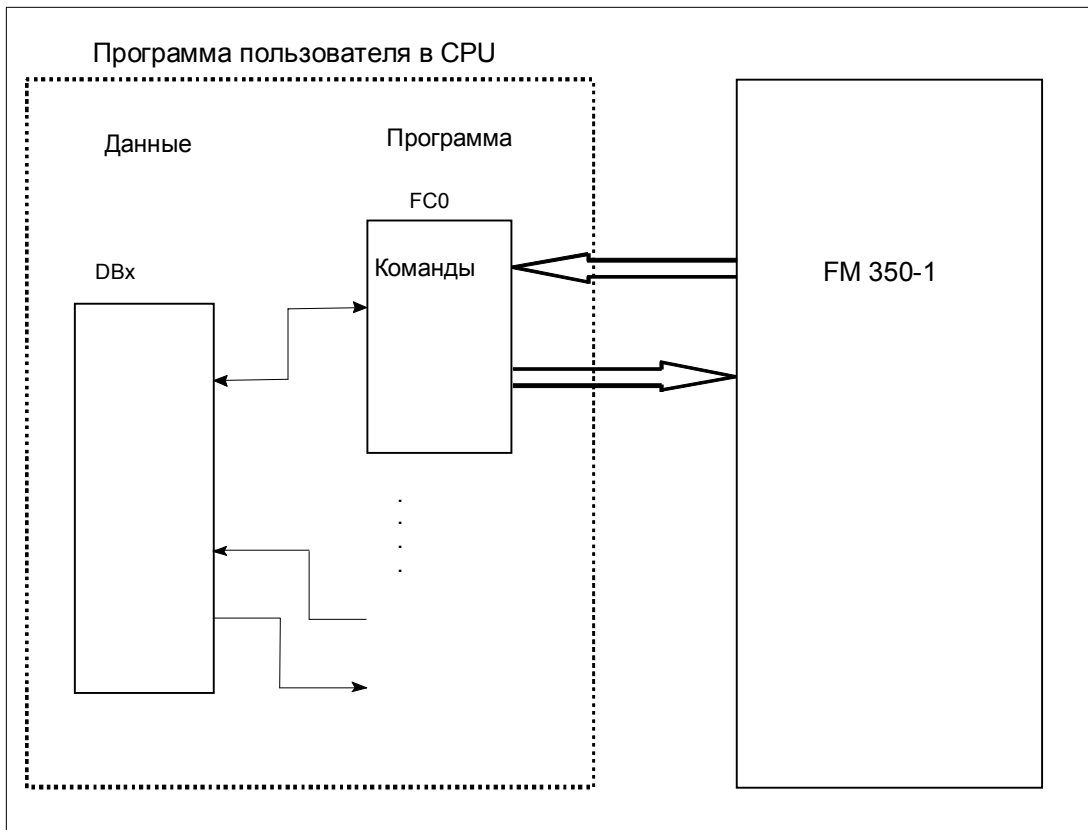 Программа пользователя в CPU
Данные
Программа
FC0
Команды
DBx
FM 350-1